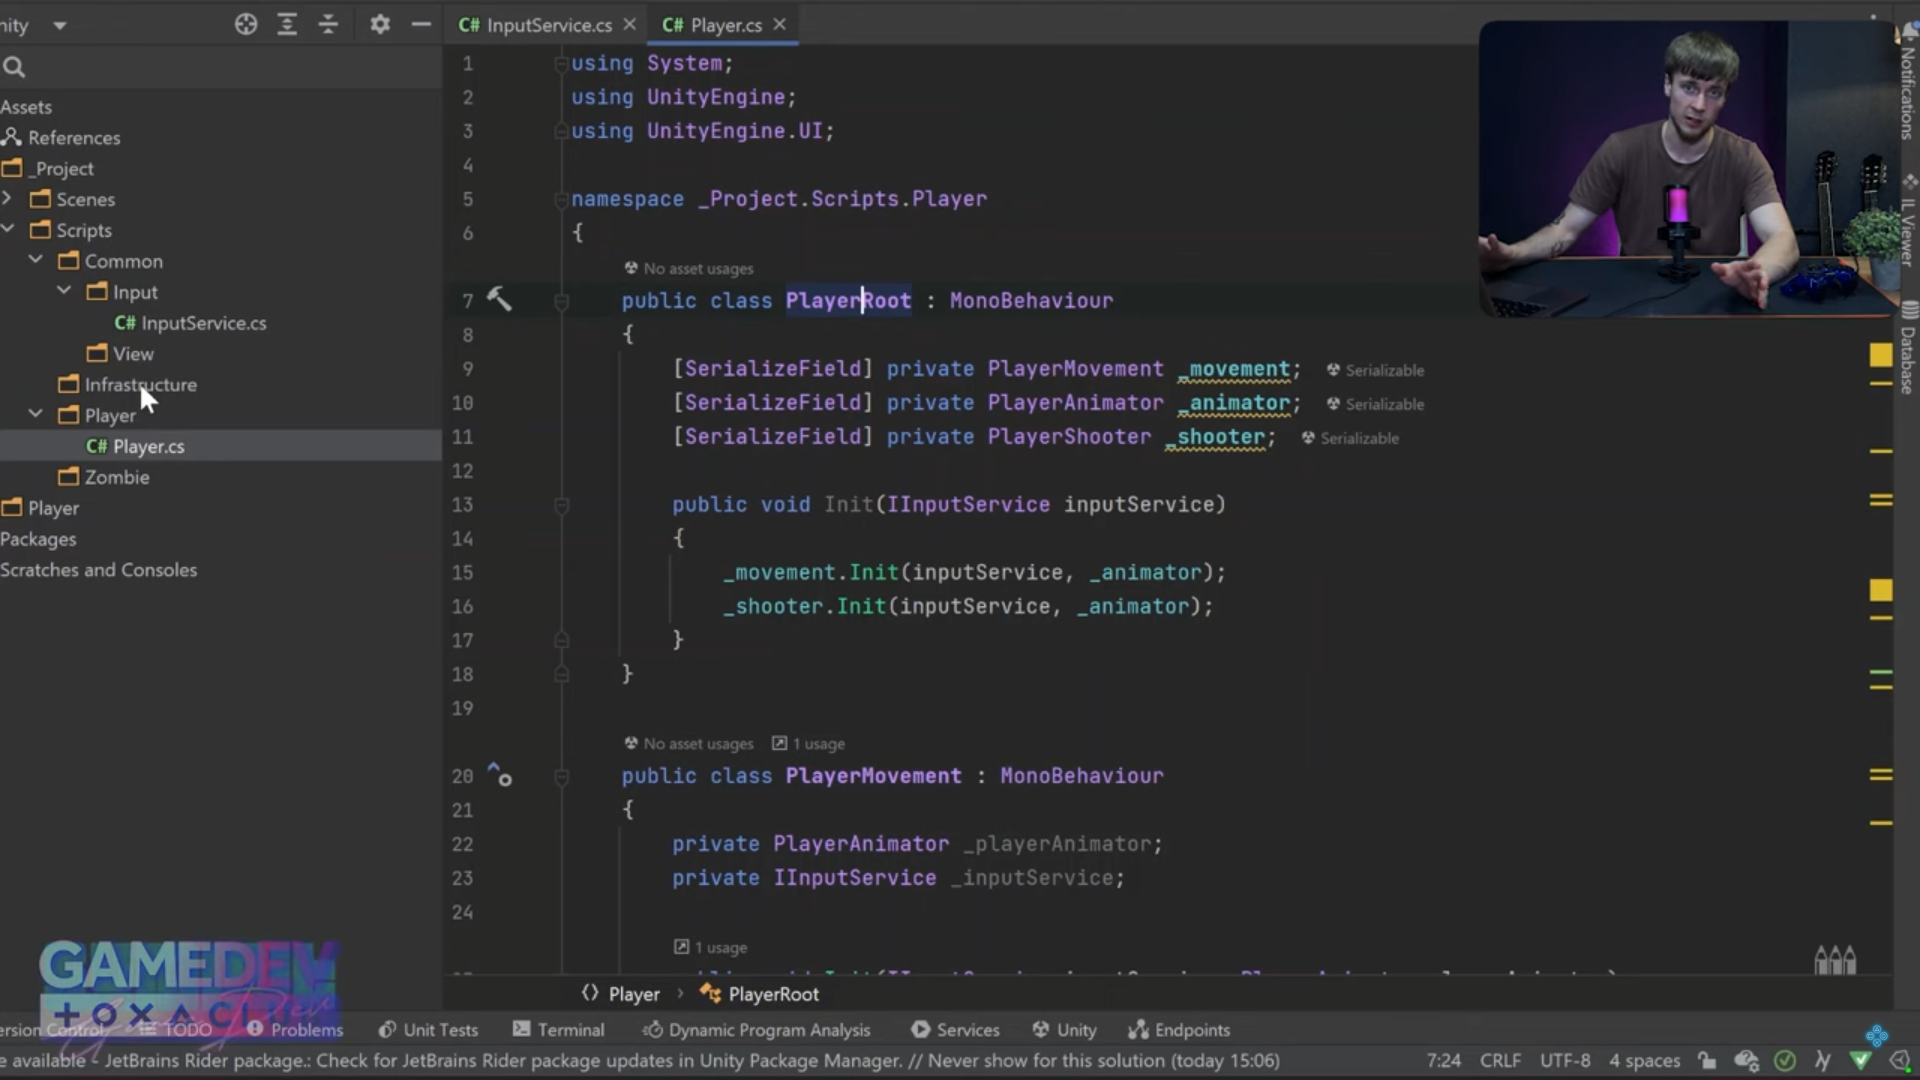 nity
InputService.cs
Player.cs
Assets
References
_Project
Scenes
Scripts
Common
Input
C# InputService.cs
View
Infrastructure
Player
C# Player.cs
Zombie
Player
Packages
Scratches and Consoles
C# InputService.cs
C# Player.cs
1 using System;
2 using UnityEngine;
3 using UnityEngine.UI;
4
5 namespace _Project.Scripts.Player
6 {
No asset usages
7 public class PlayerRoot : MonoBehaviour
8 {
9 [SerializeField] private PlayerMovement _movement; Serializable
10 [SerializeField] private PlayerAnimator _animator; Serializable
11 [SerializeField] private PlayerShooter _shooter; Serializable
12
13 public void Init(IInputService inputService)
14 {
15 _movement.Init(inputService, _animator);
16 _shooter.Init(inputService, _animator);
17 }
18 }
19
No asset usages 1 usage
20 public class PlayerMovement : MonoBehaviour
21 {
22 private PlayerAnimator _playerAnimator;
23 private IInputService _inputService;
24
1 usage
Notifications
IL Viewer
Database
GAMEDEV
Player > PlayerRoot
ersion Control TODO Problems Unit Tests Terminal Dynamic Program Analysis Services Unity Endpoints
e available - JetBrains Rider package.: Check for JetBrains Rider package updates in Unity Package Manager. // Never show for this solution (today 15:06) 7:24 CRLF UTF-8 4 spaces